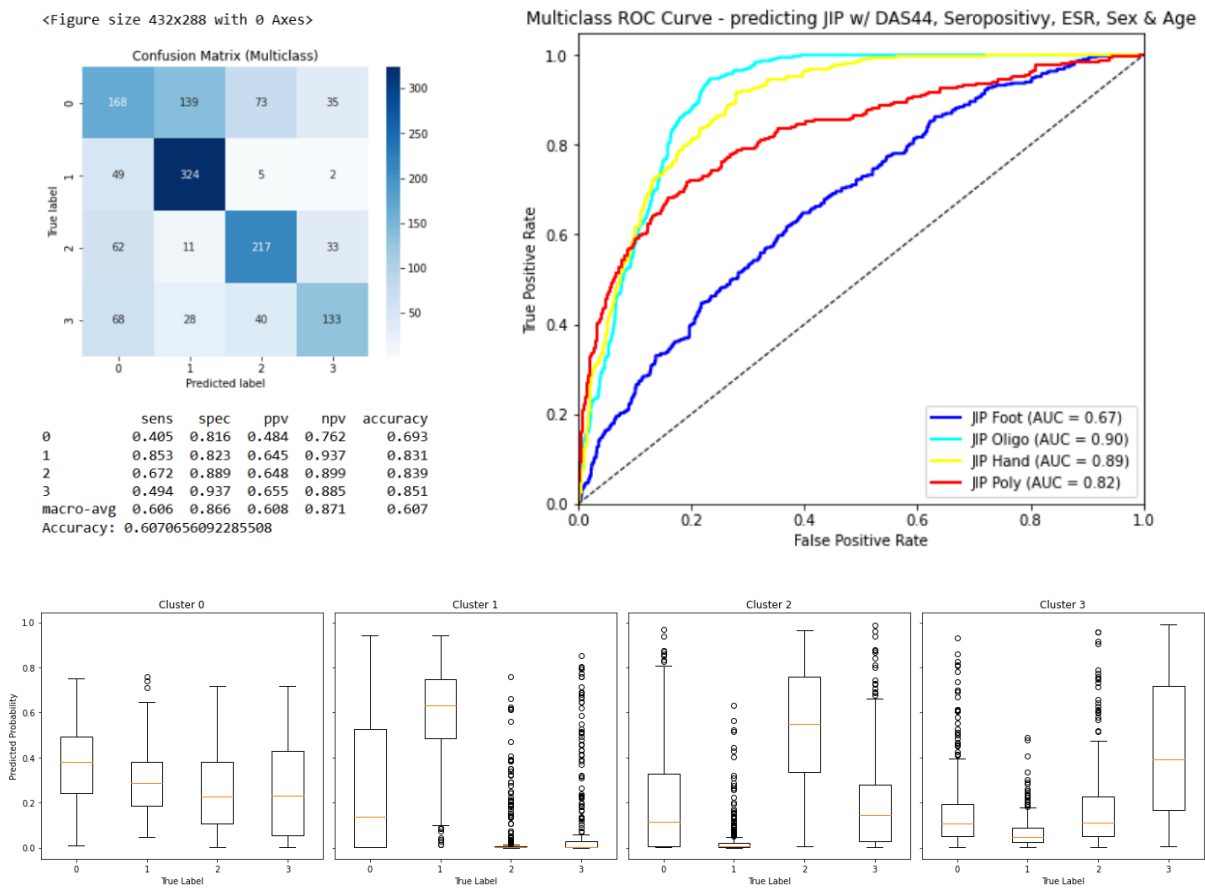 <Figure size 432x288 with 0 Axes>
Confusion Matrix (Multiclass)
True label
0 168 139 73 35
1 49 324 5 2
2 62 11 217 33
3 68 28 40 133
0 1 2 3
Predicted label
300
250
200
150
100
50
sens spec ppv npv accuracy
0 0.405 0.816 0.484 0.762 0.693
1 0.853 0.823 0.645 0.937 0.831
2 0.672 0.889 0.648 0.899 0.839
3 0.494 0.937 0.655 0.885 0.851
macro-avg 0.606 0.866 0.608 0.871 0.607
Accuracy: 0.6070656092285508
Multiclass ROC Curve - predicting JIP w/ DAS44, Seropositivy, ESR, Sex & Age
True Positive Rate
1.0
0.8
0.6
0.4
0.2
0.0
JIP Foot (AUC = 0.67)
JIP Oligo (AUC = 0.90)
JIP Hand (AUC = 0.89)
JIP Poly (AUC = 0.82)
0.0 0.2 0.4 0.6 0.8 1.0
False Positive Rate
Cluster 0
Predicted Probability
1.0
0.8
0.6
0.4
0.2
0.0
0 1 2 3
True Label
Cluster 1
0 1 2 3
True Label
Cluster 2
0 1 2 3
True Label
Cluster 3
0 1 2 3
True Label